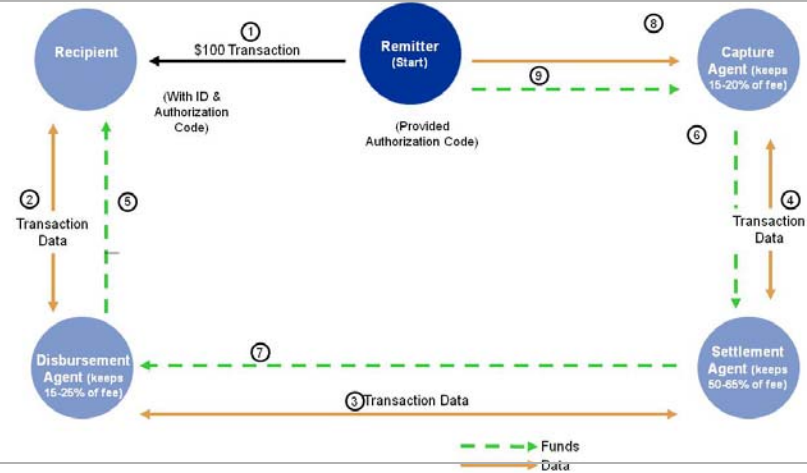 1
8
Recipient
$100 Transaction
Remitter
(Start)
Capture
Agent (keeps
15-20% of fee)
9
(With ID &
Authorization
Code)
(Provided
Authorization Code)
6
2
5
4
Transaction
Data
Transaction
Data
Disbursement
Agent (keeps
15-25% of fee)
7
Settlement
Agent (keeps
50-65% of fee)
3 Transaction Data
Funds
Data